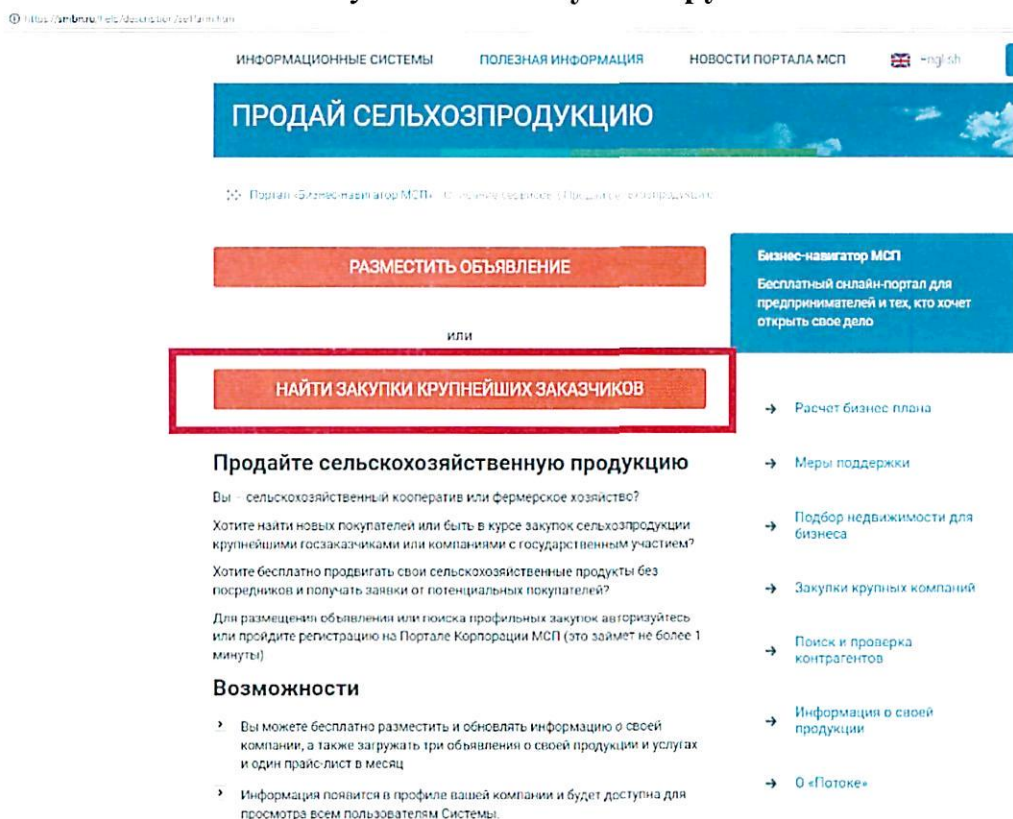 ИНФОРМАЦИОННЫЕ СИСТЕМЫ ПОЛЕЗНАЯ ИНФОРМАЦИЯ НОВОСТИ ПОРТАЛА МСП English
ПРОДАЙ СЕЛЬХОЗПРОДУКЦИЮ
Портал «Бизнес-навигатор МСП»
РАЗМЕСТИТЬ ОБЪЯВЛЕНИЕ
или
НАЙТИ ЗАКУПКИ КРУПНЕЙШИХ ЗАКАЗЧИКОВ
Продайте сельскохозяйственную продукцию
Вы – сельскохозяйственный кооператив или фермерское хозяйство?
Хотите найти новых покупателей или быть в курсе закупок сельхозпродукции
крупнейшими госзаказчиками или компаниями с государственным участием?
Хотите бесплатно продвигать свои сельскохозяйственные продукты без
посредников и получать заявки от потенциальных покупателей?
Для размещения объявления или поиска профильных закупок авторизуйтесь
или пройдите регистрацию на Портале Корпорации МСП (это займет не более 1
минуты)
Возможности
Вы можете бесплатно разместить и обновлять информацию о своей
компании, а также загружать три объявления о своей продукции и услугах
и один прайс-лист в месяц
Информация появится в профиле вашей компании и будет доступна для
просмотра всем пользователям Системы.
Бизнес-навигатор МСП
Бесплатный онлайн-портал для
предпринимателей и тех, кто хочет
открыть свое дело
Расчет бизнес плана
Меры поддержки
Подбор недвижимости для
бизнеса
Закупки крупных компаний
Поиск и проверка
контрагентов
Информация о своей
продукции
О «Потоке»